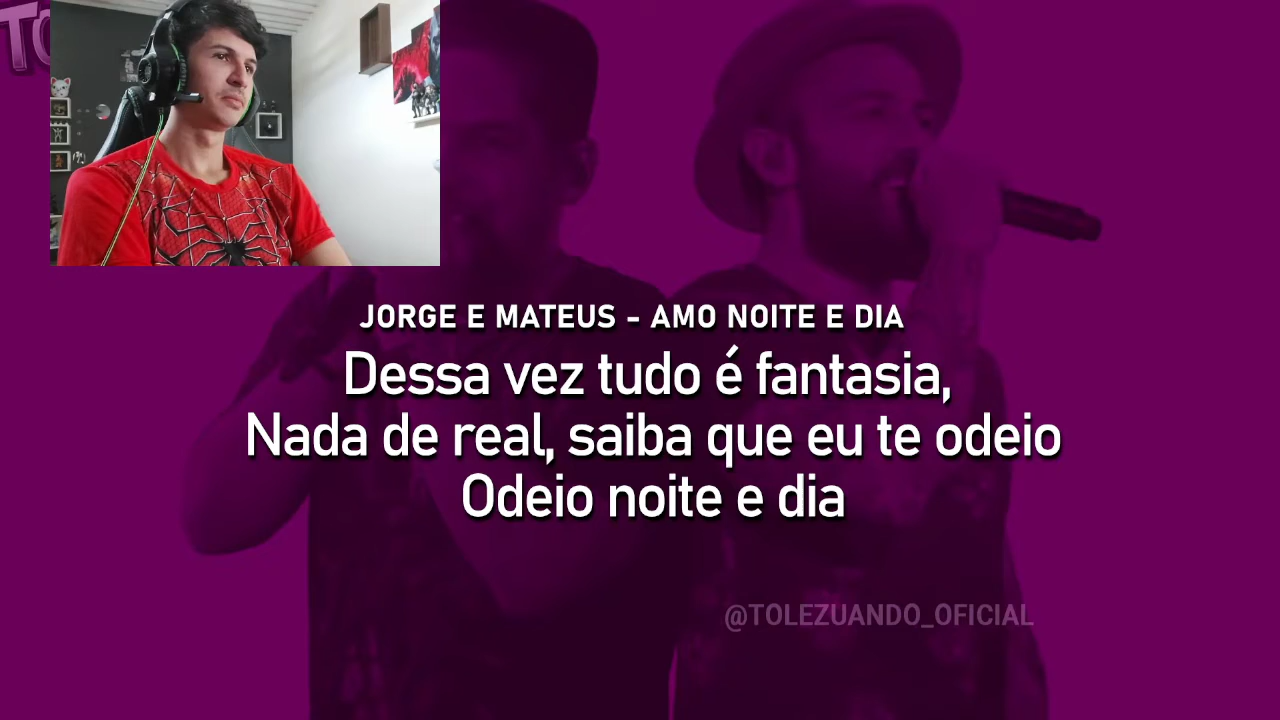 JORGE E MATEUS - AMO NOITE E DIA
Dessa vez tudo é fantasia,
Nada de real, saiba que eu te odeio
Odeio noite e dia
@TOLEZUANDO_OFICIAL